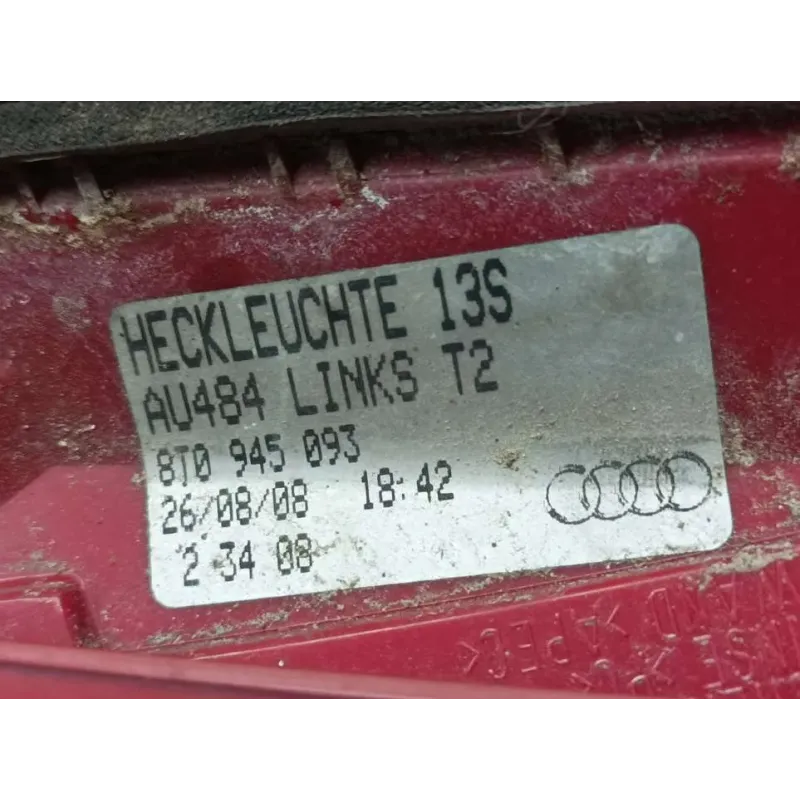 HECKLEUCHTE 13S
AU484 LINKS T2
8T0 945 093
26/08/08 18:42
2 34 08